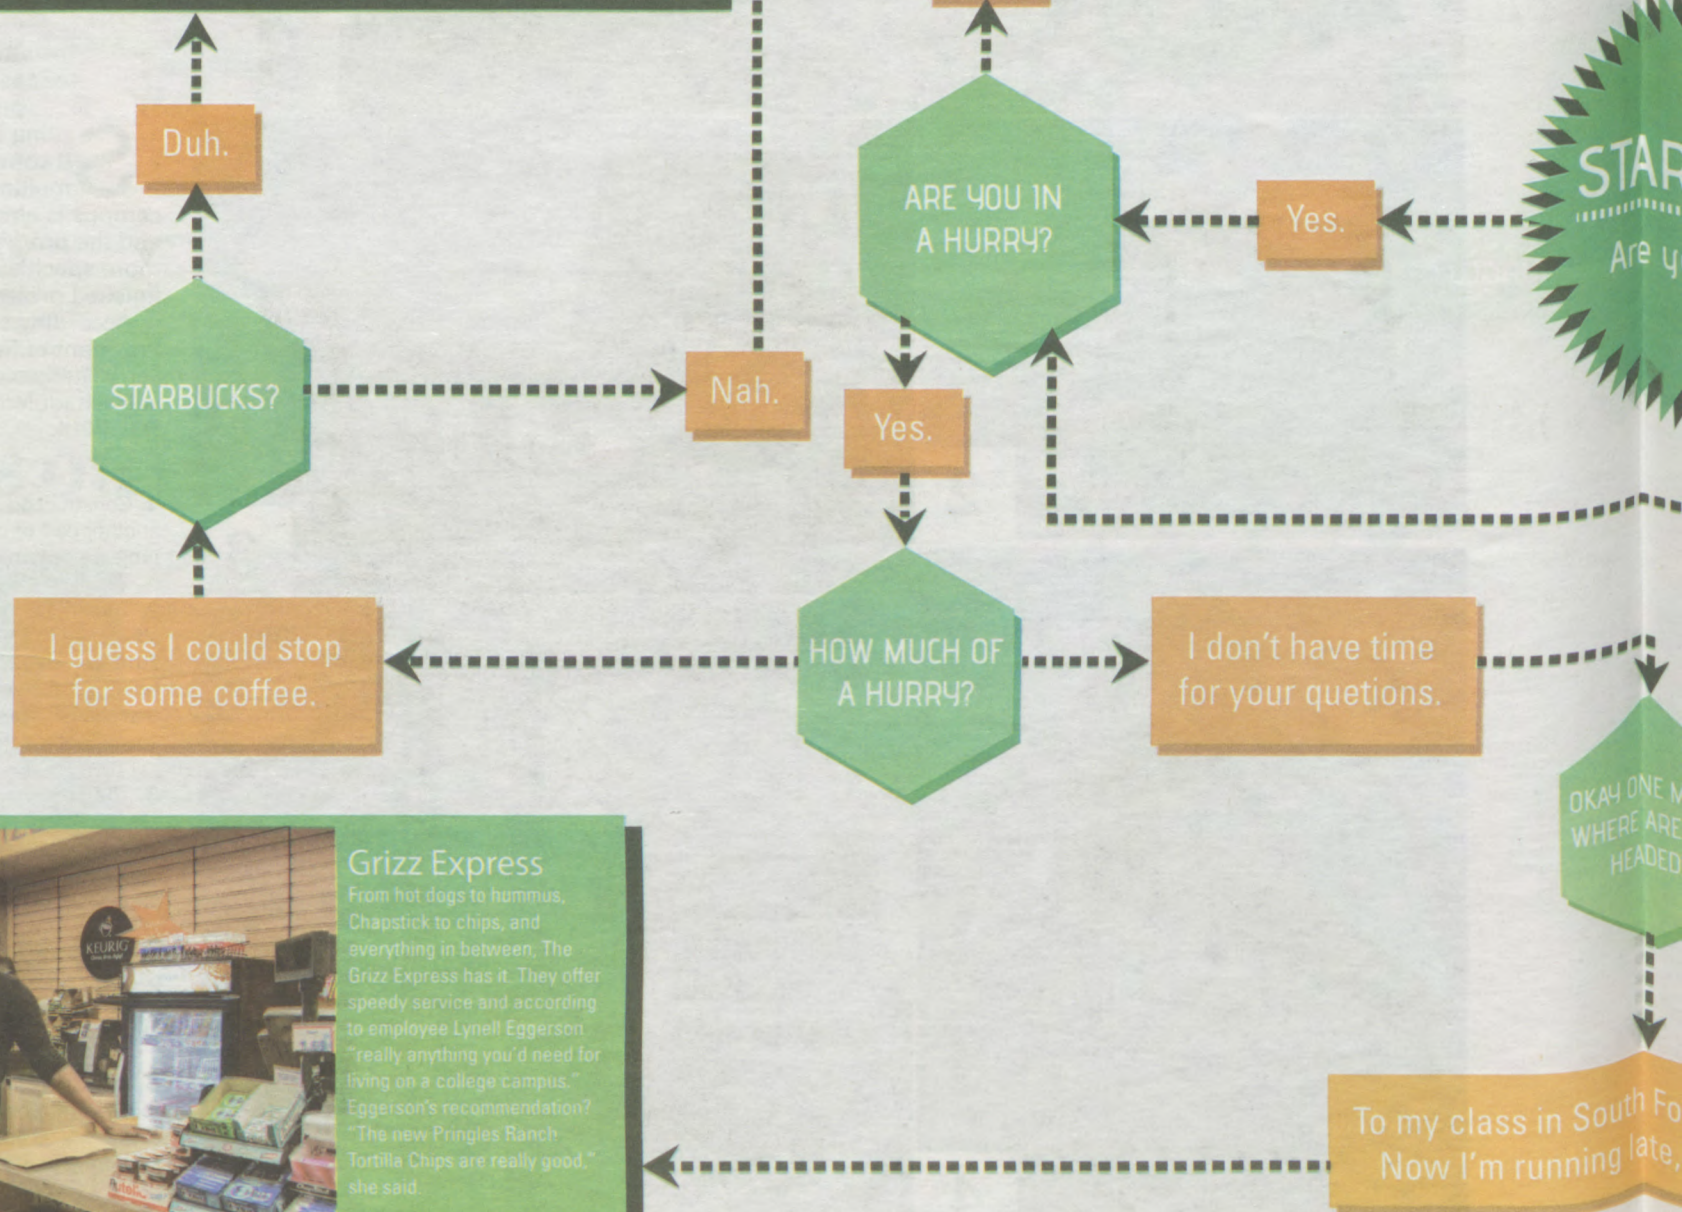 Duh.
ARE YOU IN
A HURRY?
Yes.
STAR
Are y
STARBUCKS?
Nah.
Yes.
I guess I could stop
for some coffee.
HOW MUCH OF
A HURRY?
I don't have time
for your quetions.
OKAY ONE M
WHERE ARE
HEADED
KEURIG
Grizz Express
From hot dogs to hummus,
Chapstick to chips, and
everything in between, The
Grizz Express has it. They offer
speedy service and according
to employee Lynell Eggerson
"really anything you'd need for
living on a college campus."
Eggerson's recommendation?
"The new Pringles Ranch
Tortilla Chips are really good,"
she said.
To my class in South Fo
Now I'm running late,